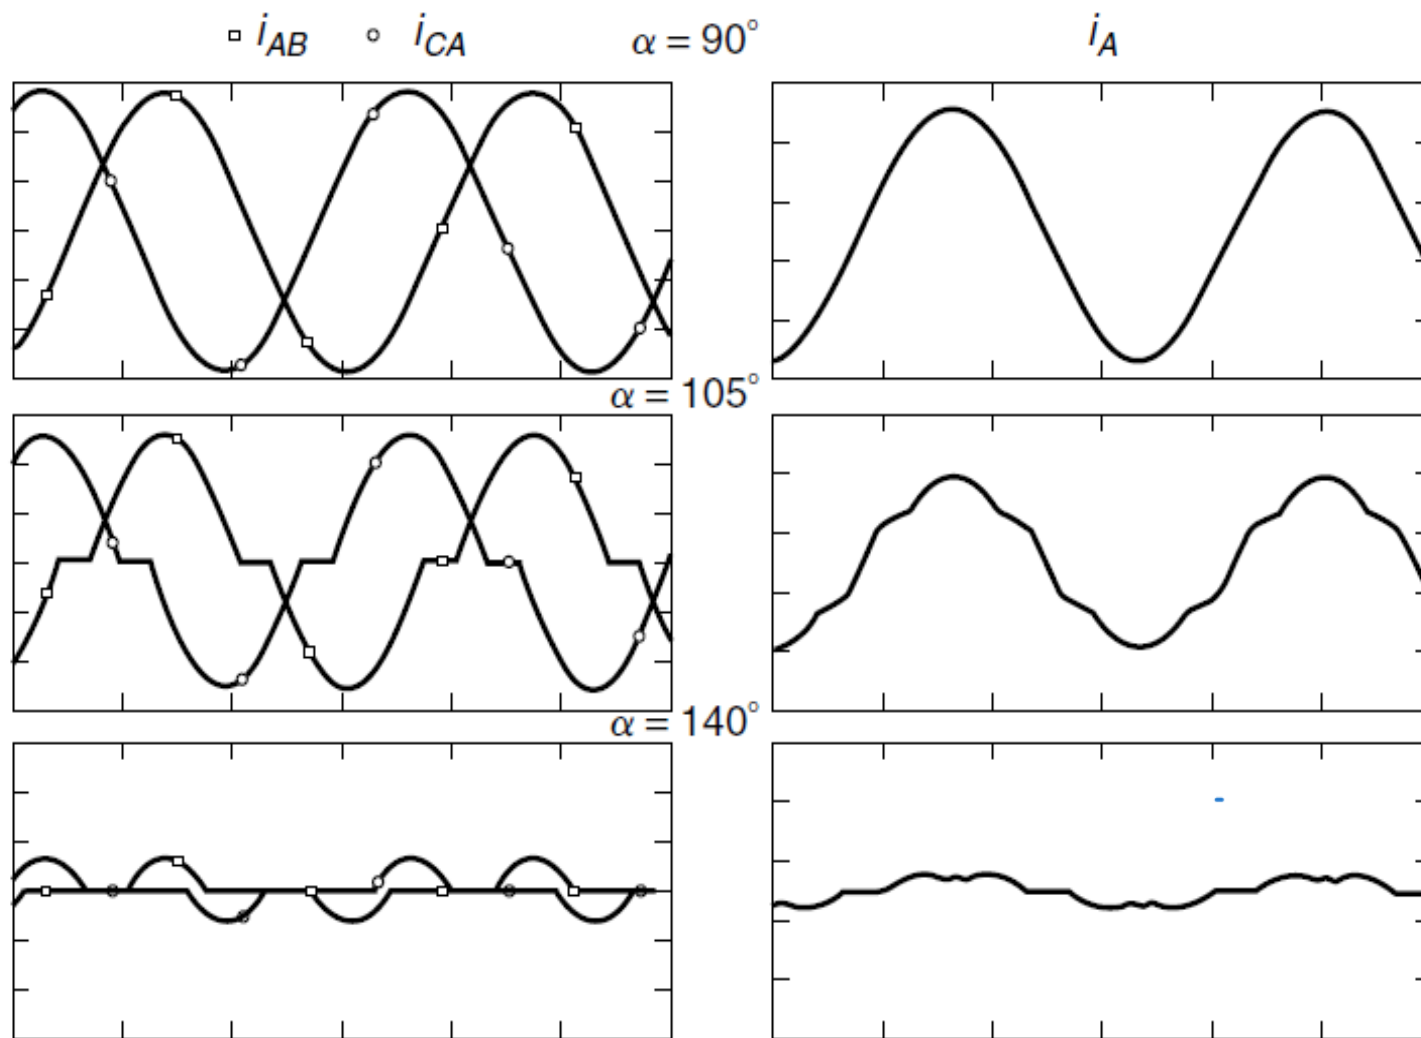 i_AB i_CA α = 90° i_A
α = 105°
α = 140°